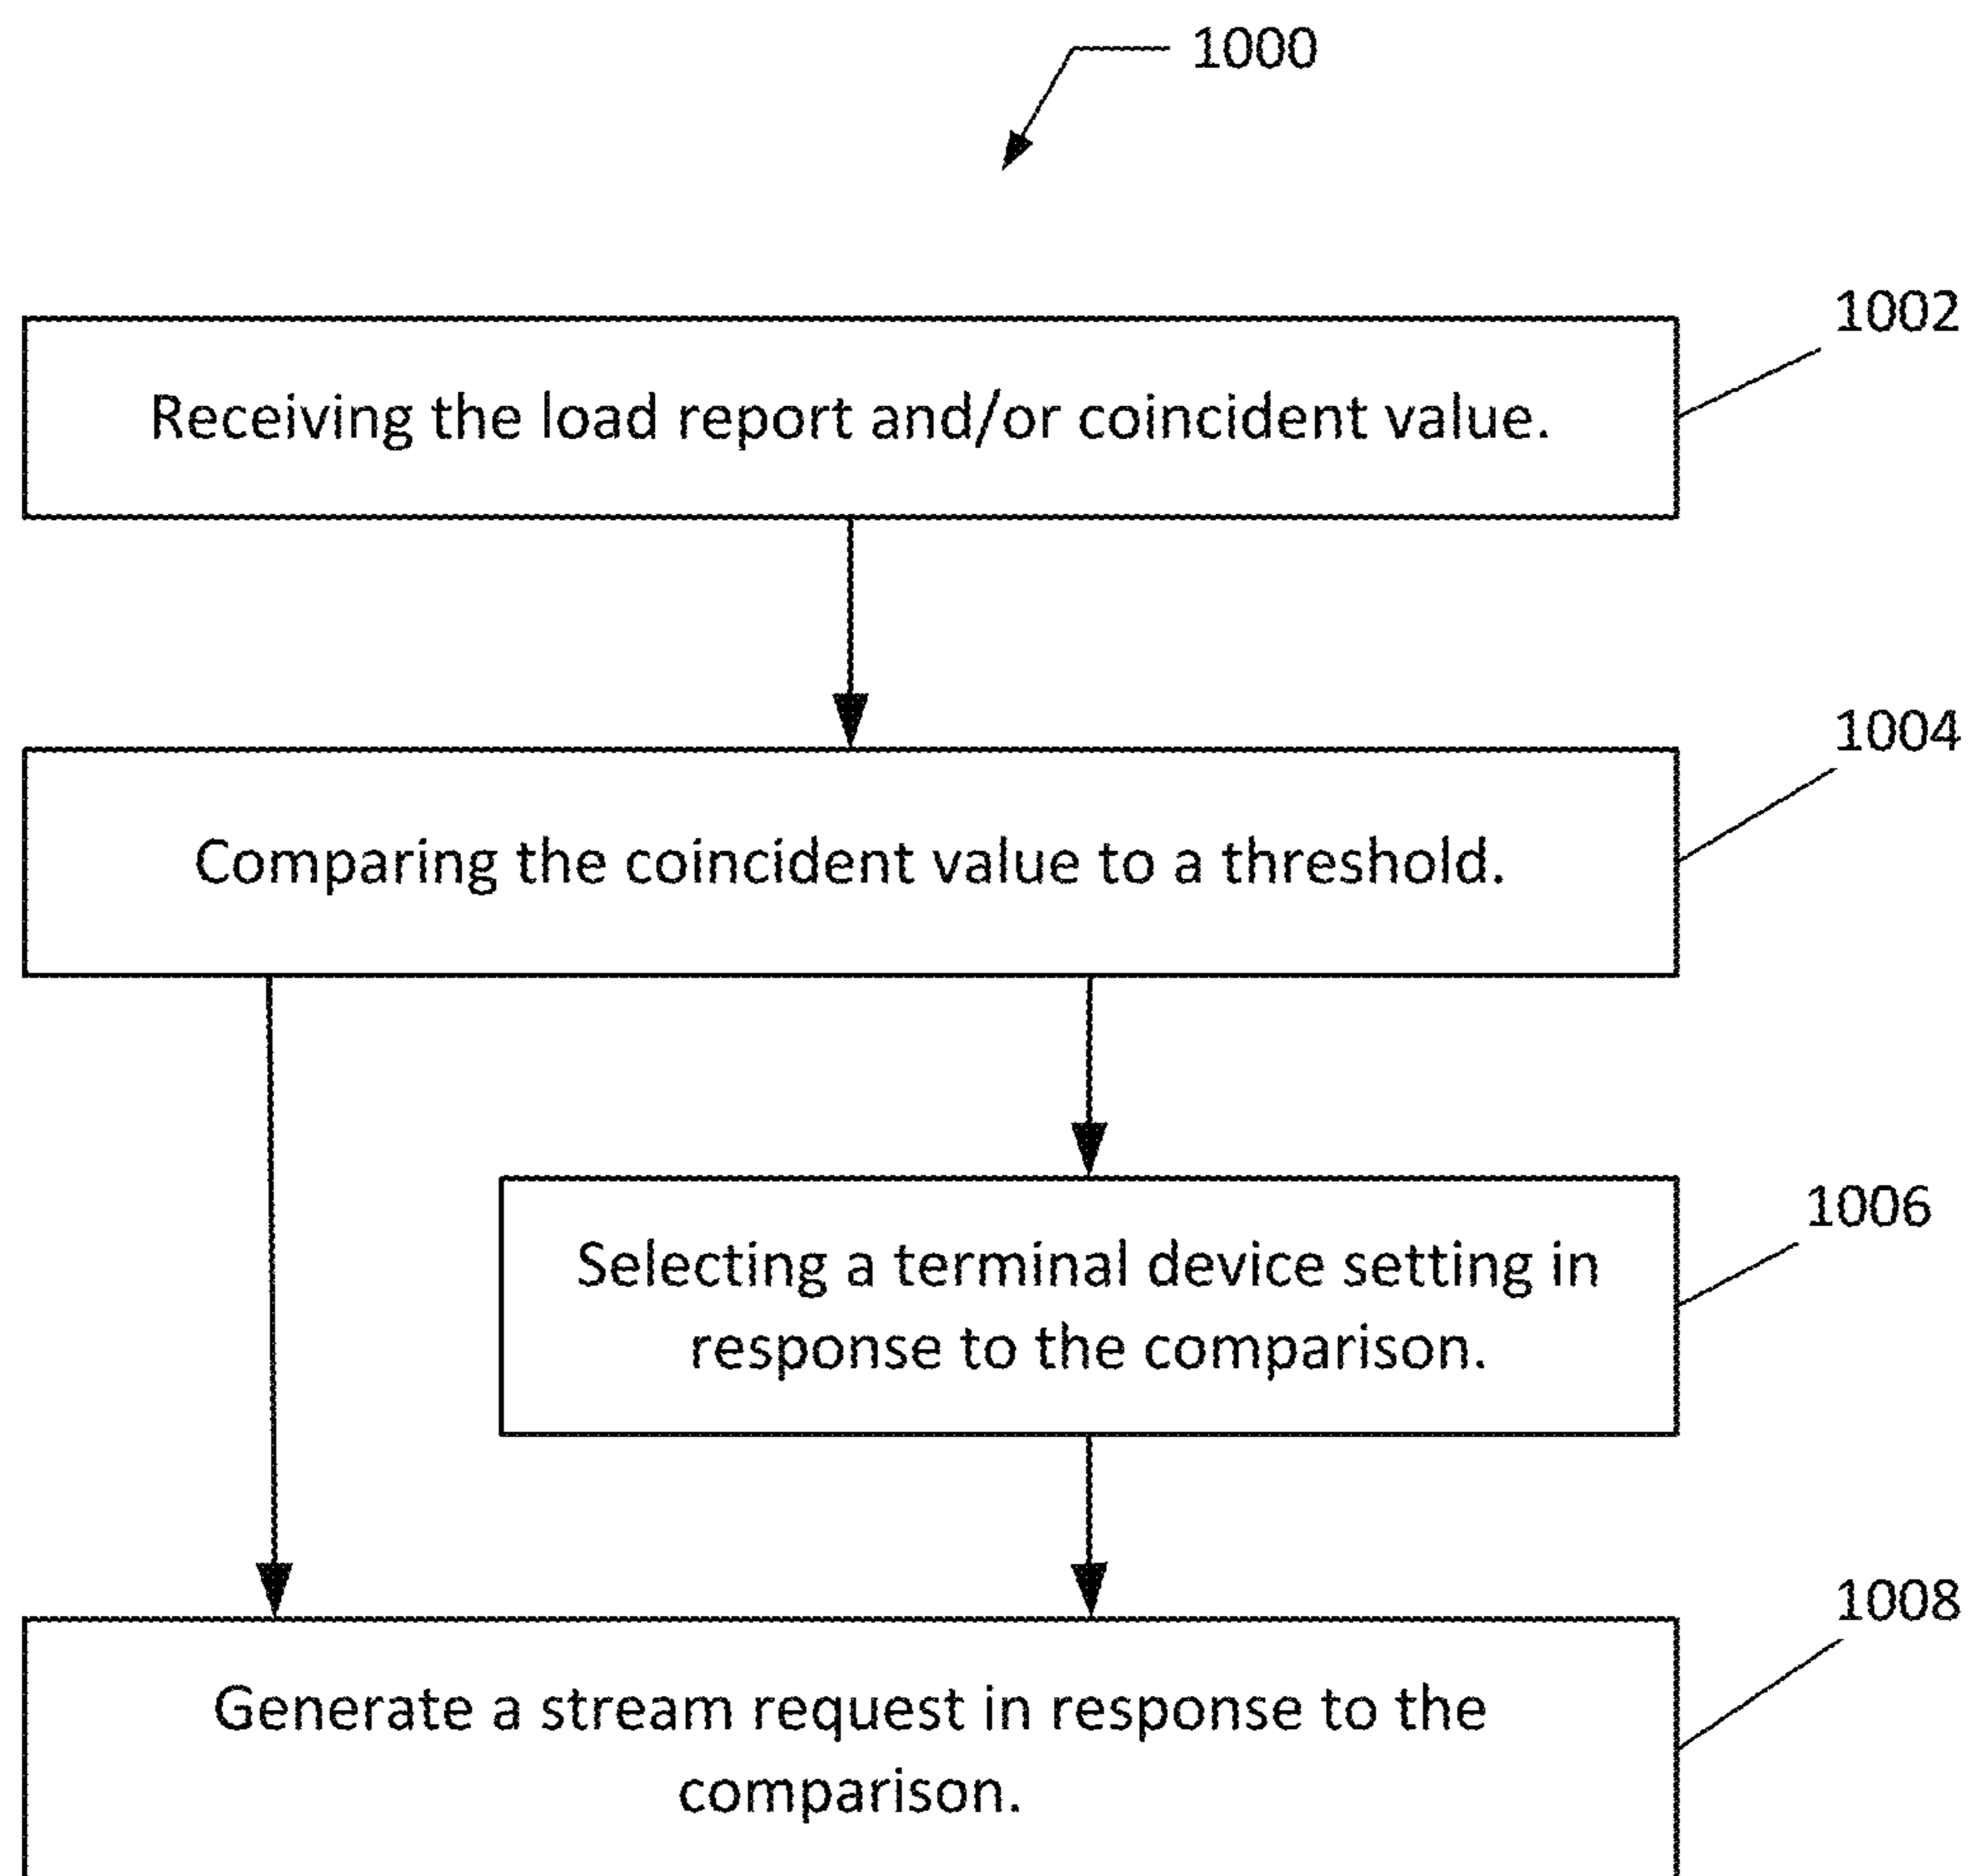 1000
1002
Receiving the load report and/or coincident value.
1004
Comparing the coincident value to a threshold.
1006
Selecting a terminal device setting in
response to the comparison.
1008
Generate a stream request in response to the
comparison.